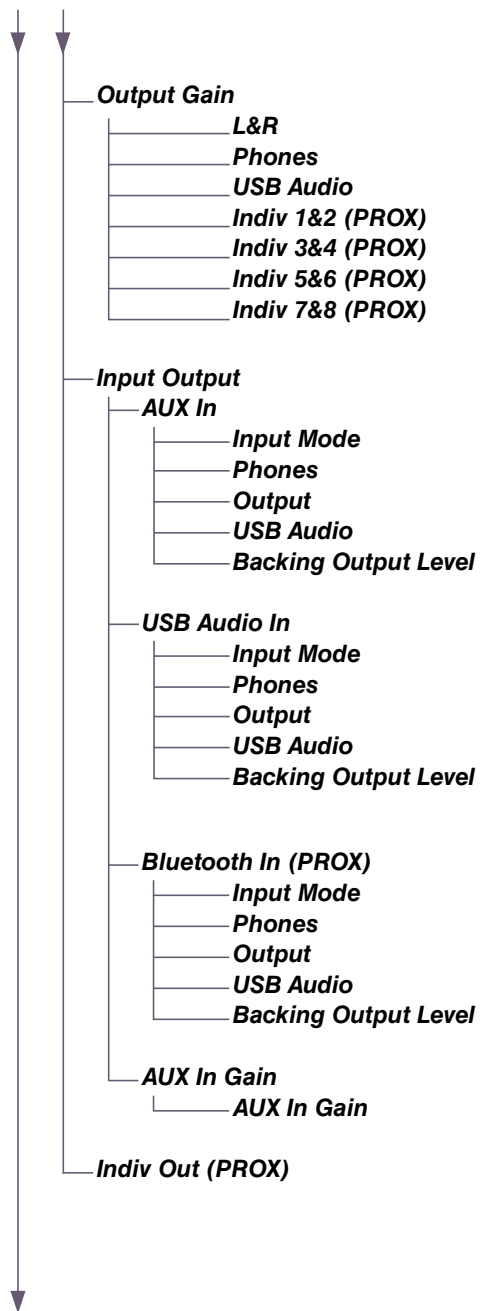 Output Gain
L&R
Phones
USB Audio
Indiv 1&2 (PROX)
Indiv 3&4 (PROX)
Indiv 5&6 (PROX)
Indiv 7&8 (PROX)
Input Output
AUX In
Input Mode
Phones
Output
USB Audio
Backing Output Level
USB Audio In
Input Mode
Phones
Output
USB Audio
Backing Output Level
Bluetooth In (PROX)
Input Mode
Phones
Output
USB Audio
Backing Output Level
AUX In Gain
AUX In Gain
Indiv Out (PROX)